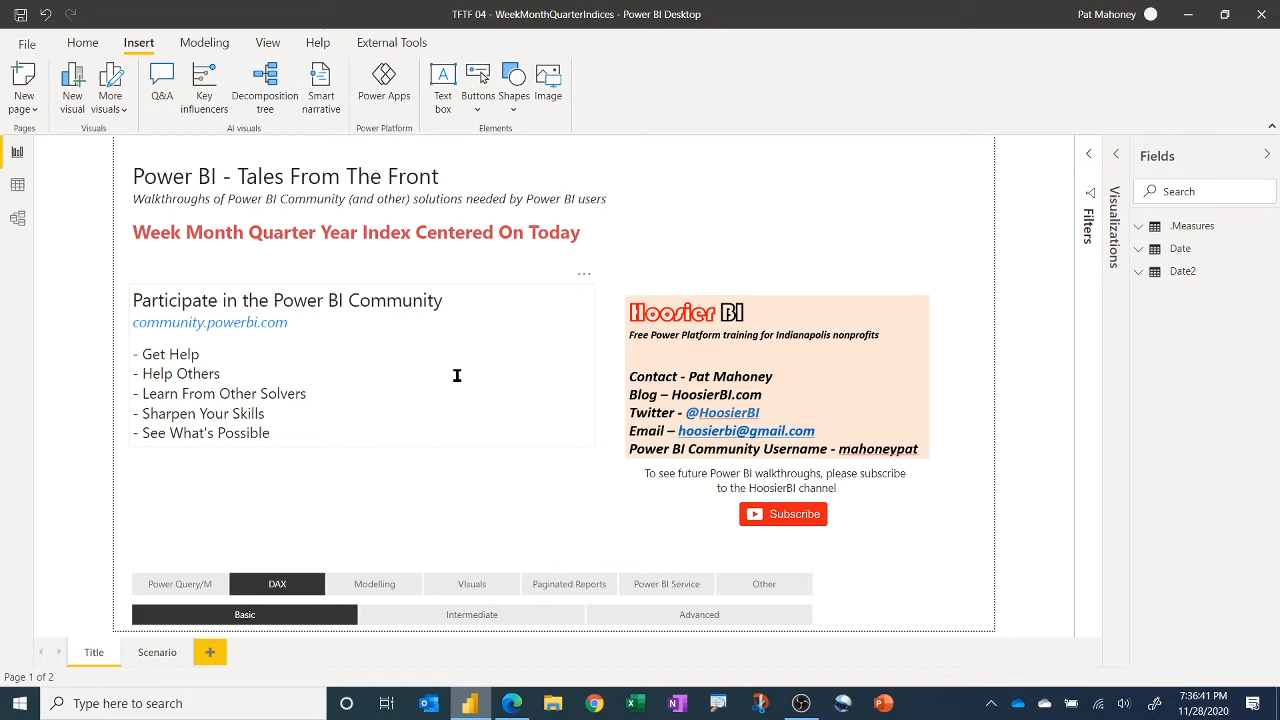 TFTF 04 - WeekMonthQuarterIndices - Power BI Desktop
Pat Mahoney
File
Home
Insert
Modeling
View
Help
External Tools
New page
New visual
More visuals
Q&A
Key influencers
Decomposition tree
Smart narrative
Power Apps
Text box
Buttons
Shapes
Image
Pages
Visuals
AI visuals
Power Platform
Elements
Power BI - Tales From The Front
Walkthroughs of Power BI Community (and other) solutions needed by Power BI users
Week Month Quarter Year Index Centered On Today
Participate in the Power BI Community
community.powerbi.com
- Get Help
- Help Others
- Learn From Other Solvers
- Sharpen Your Skills
- See What's Possible
Hoosier BI
Free Power Platform training for Indianapolis nonprofits
Contact - Pat Mahoney
Blog – HoosierBI.com
Twitter - @HoosierBI
Email – hoosierbi@gmail.com
Power BI Community Username - mahoneypat
To see future Power BI walkthroughs, please subscribe
to the HoosierBI channel
Subscribe
Power Query/M
DAX
Modelling
VIsuals
Paginated Reports
Power BI Service
Other
Basic
Intermediate
Advanced
Filters
Visualizations
Fields
Search
.Measures
Date
Date2
Title
Scenario
Page 1 of 2
Type here to search
7:36:41 PM
11/28/2020